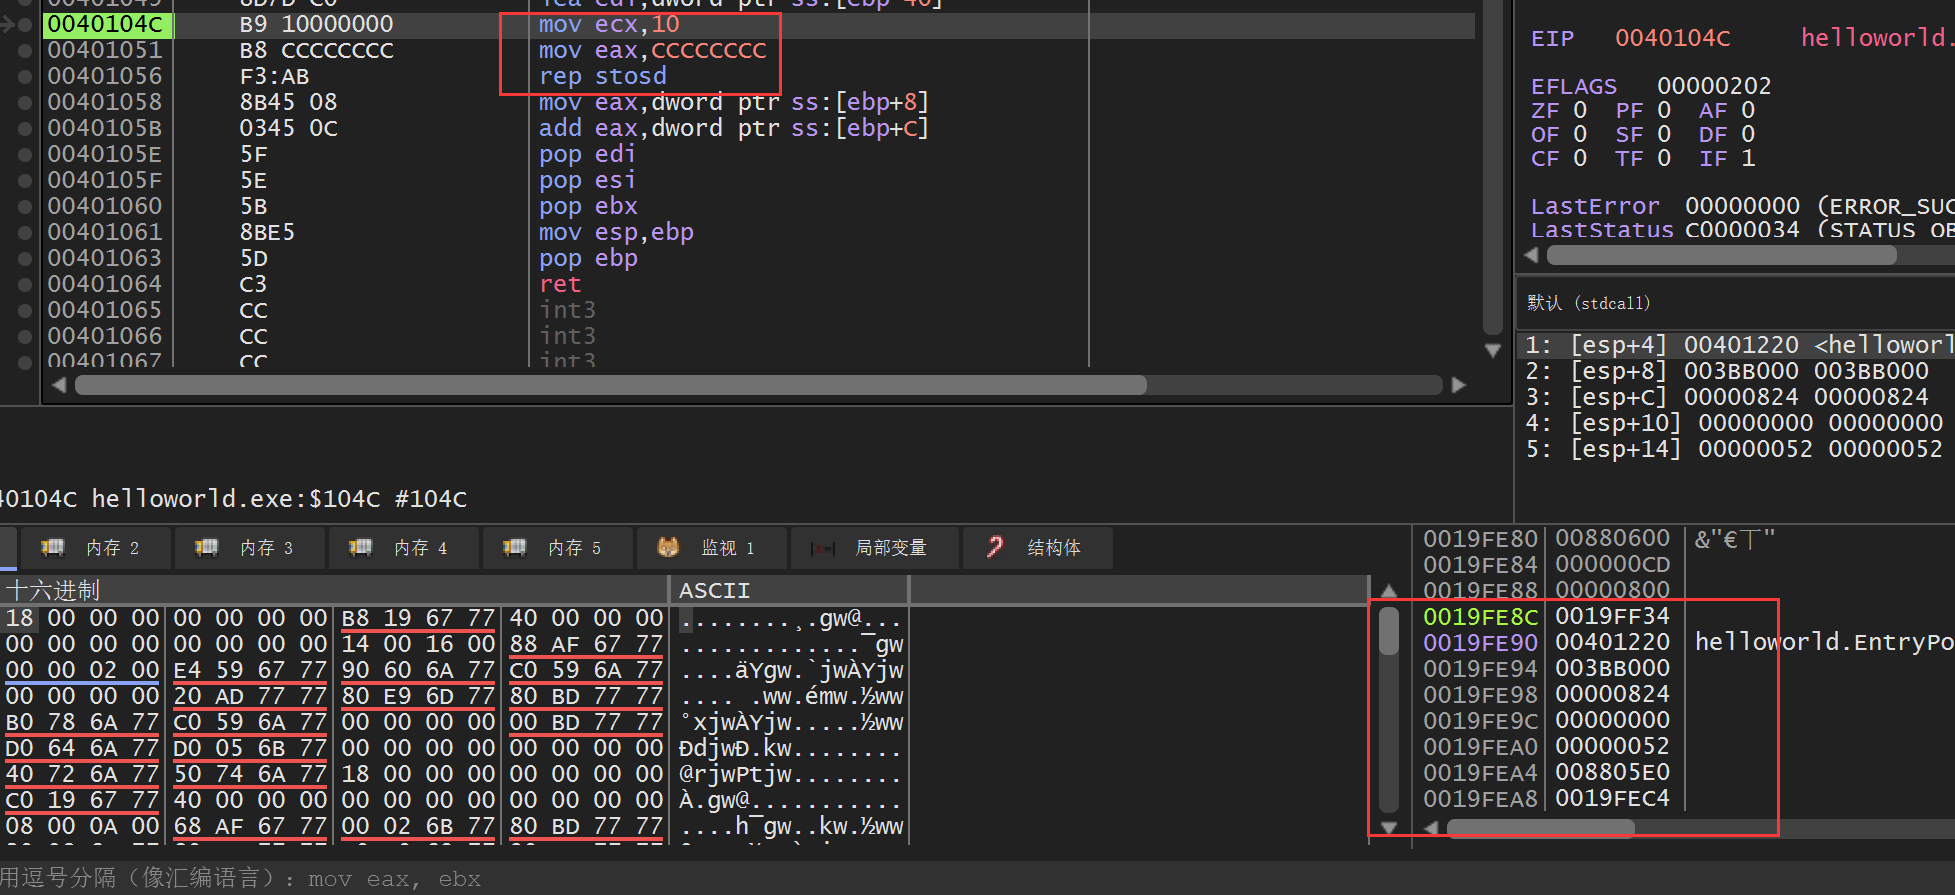 00401049 8D7D C0 lea edi,dword ptr ss:[ebp-40]
0040104C B9 10000000 mov ecx,10
00401051 B8 CCCCCCCC mov eax,CCCCCCCC
00401056 F3:AB rep stosd
00401058 8B45 08 mov eax,dword ptr ss:[ebp+8]
0040105B 0345 0C add eax,dword ptr ss:[ebp+C]
0040105E 5F pop edi
0040105F 5E pop esi
00401060 5B pop ebx
00401061 8BE5 mov esp,ebp
00401063 5D pop ebp
00401064 C3 ret
00401065 CC int3
00401066 CC int3
00401067 CC int3
EIP 0040104C helloworld.
EFLAGS 00000202
ZF 0 PF 0 AF 0
OF 0 SF 0 DF 0
CF 0 TF 0 IF 1
LastError 00000000 (ERROR_SUC
LastStatus C0000034 (STATUS_OB
默认 (stdcall)
1: [esp+4] 00401220 <helloworl
2: [esp+8] 003BB000 003BB000
3: [esp+C] 00000824 00000824
4: [esp+10] 00000000 00000000
5: [esp+14] 00000052 00000052
40104C helloworld.exe:$104C #104C
内存 2 内存 3 内存 4 内存 5 监视 1 局部变量 结构体
十六进制 ASCII
18 00 00 00 00 00 00 00 B8 19 67 77 40 00 00 00 ........¸.gw@...
00 00 00 00 00 00 00 00 14 00 16 00 88 AF 67 77 .............¯gw
00 00 02 00 E4 59 67 77 90 60 6A 77 C0 59 6A 77 ....äYgw.`jwÀYjw
00 00 00 00 20 AD 77 77 80 E9 6D 77 80 BD 77 77 .... .ww.émw.½ww
B0 78 6A 77 C0 59 6A 77 00 00 00 00 00 BD 77 77 °xjwÀYjw.....½ww
D0 64 6A 77 D0 05 6B 77 00 00 00 00 00 00 00 00 ÐdjwÐ.kw........
40 72 6A 77 50 74 6A 77 18 00 00 00 00 00 00 00 @rjwPtjw........
C0 19 67 77 40 00 00 00 00 00 00 00 00 00 00 00 À.gw@...........
08 00 0A 00 68 AF 67 77 00 02 6B 77 80 BD 77 77 ....h¯gw..kw.½ww
0019FE80 00880600 &"€丅"
0019FE84 000000CD
0019FE88 00000800
0019FE8C 0019FF34
0019FE90 00401220 helloworld.EntryPo
0019FE94 003BB000
0019FE98 00000824
0019FE9C 00000000
0019FEA0 00000052
0019FEA4 008805E0
0019FEA8 0019FEC4
用逗号分隔（像汇编语言）: mov eax, ebx